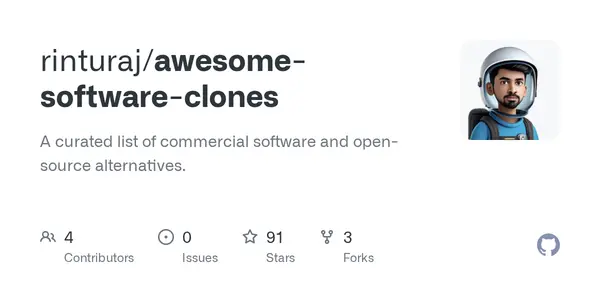 rinturaj/awesome-
software-clones
A curated list of commercial software and open-
source alternatives.
4
Contributors
0
Issues
91
Stars
3
Forks